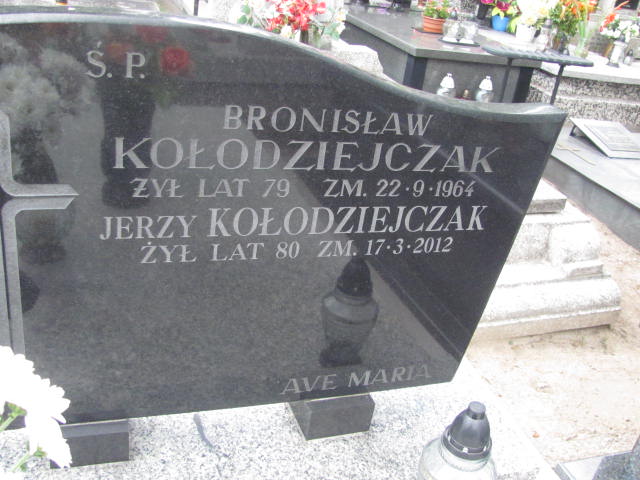 Ś.P.
BRONISŁAW
KOŁODZIEJCZAK
ŻYŁ LAT 79 ZM. 22·9·1964
JERZY KOŁODZIEJCZAK
ŻYŁ LAT 80 ZM. 17·3·2012
AVE MARIA